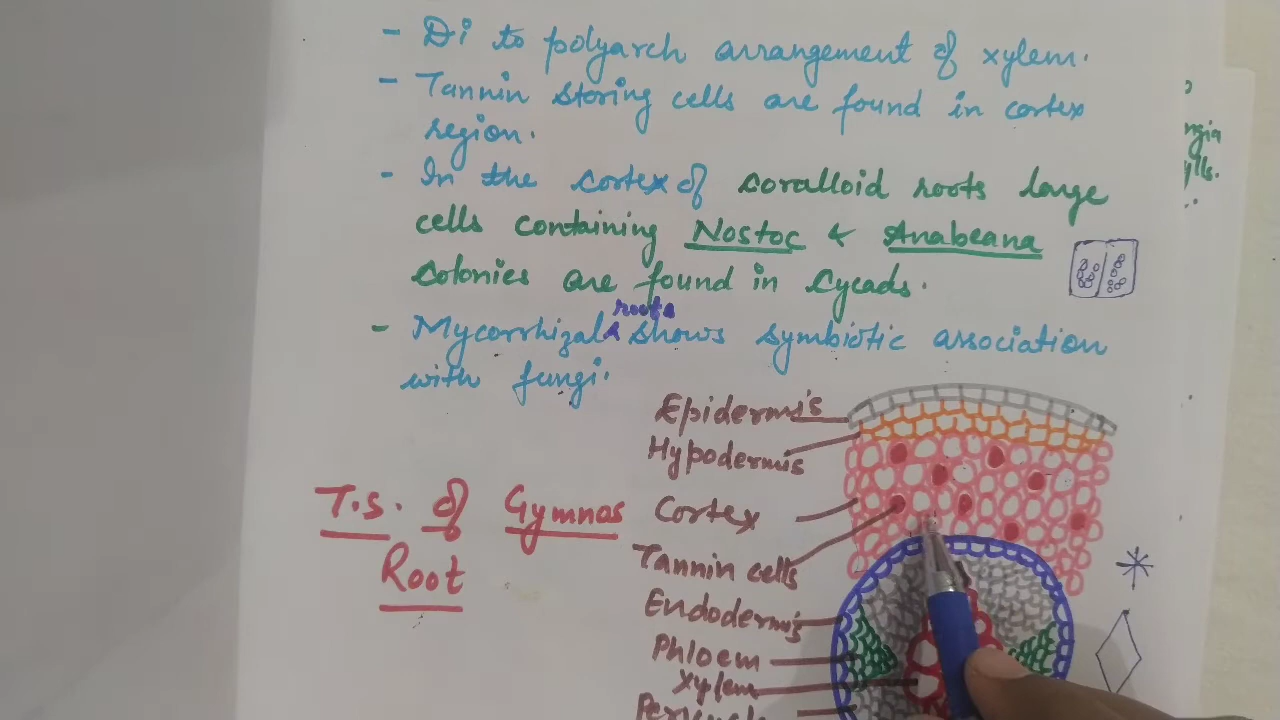 - Di to polyarch arrangement of xylem.
- Tannin storing cells are found in cortex
region.
- In the cortex of coralloid roots large
cells containing Nostoc & Anabeana
Colonies are found in Cycads.
roots
- Mycorrhizal shows symbiotic association
with fungi.
Epidermis
Hypodermis
T.S. of Gymnos
Root
Cortex
Tannin cells
Endodermis
Phloem
Xylem
ngia